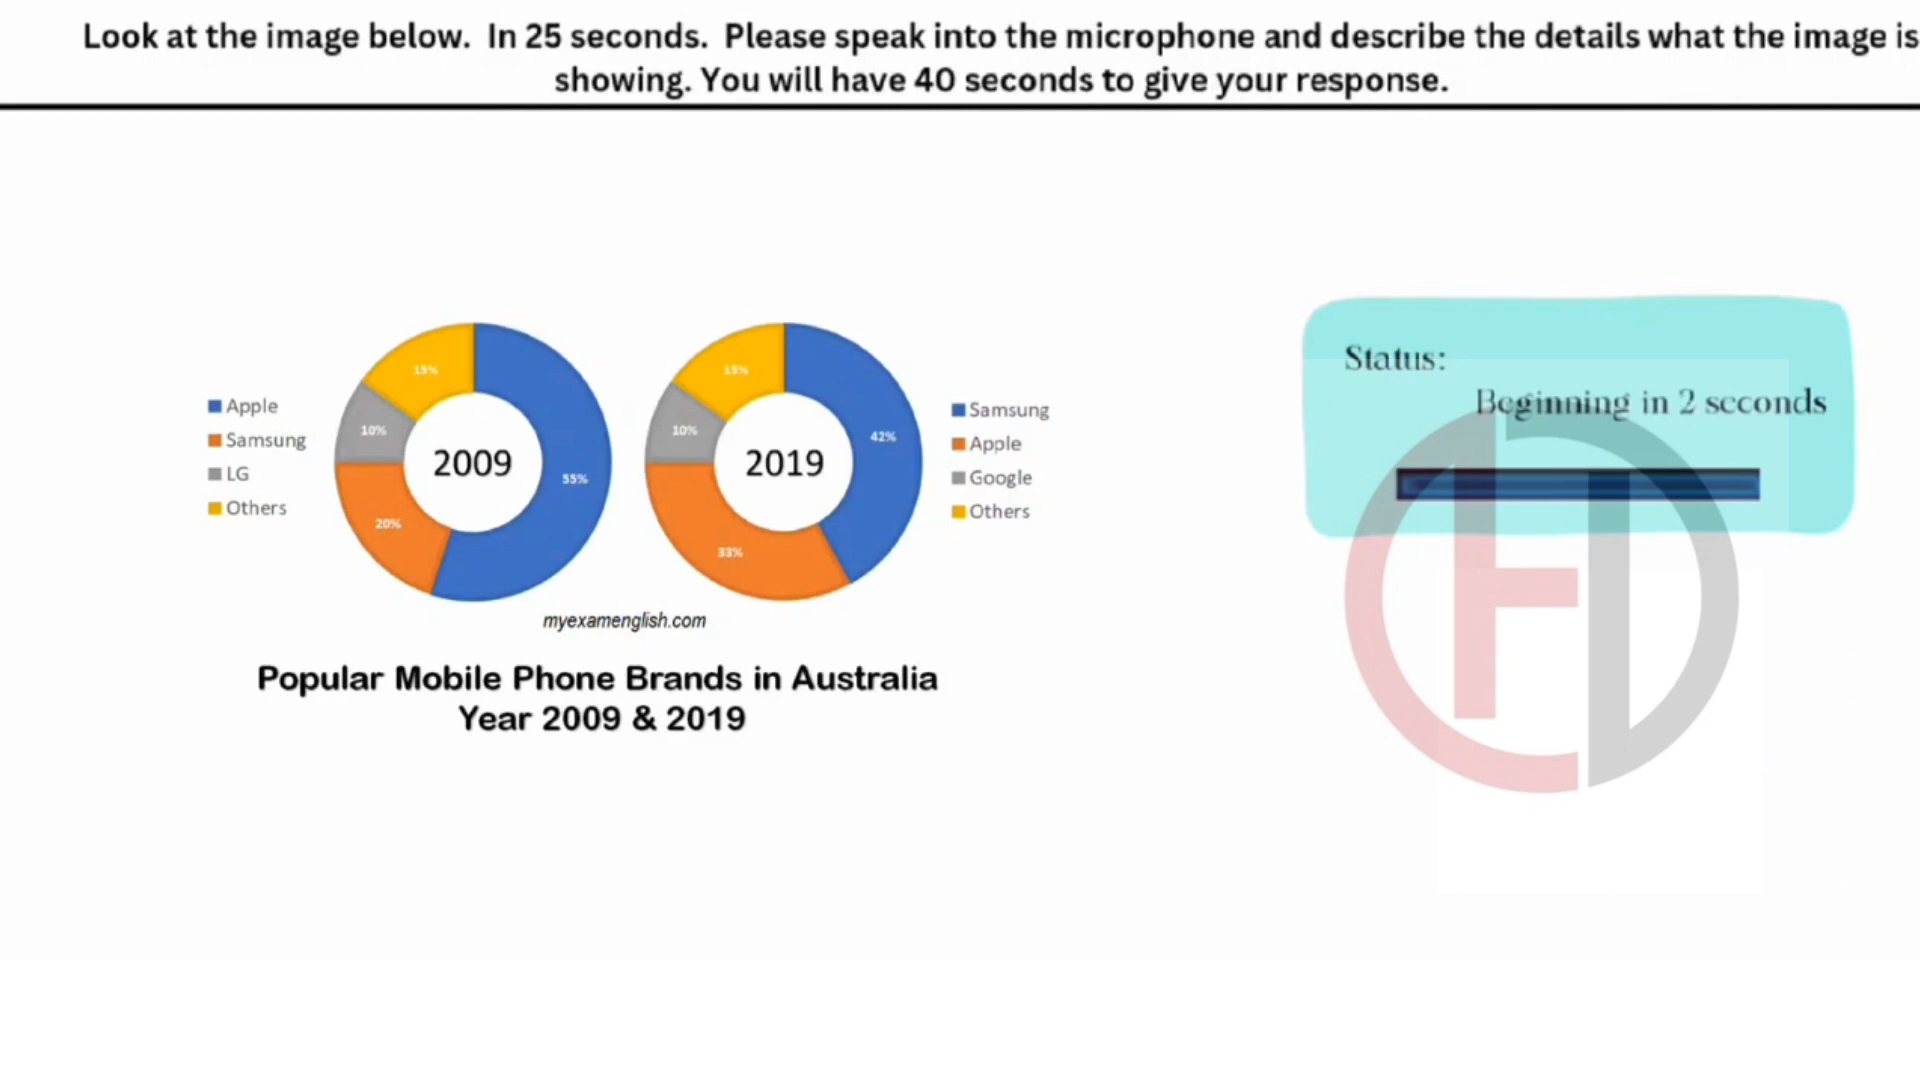 Look at the image below. In 25 seconds. Please speak into the microphone and describe the details what the image is
showing. You will have 40 seconds to give your response.
Status:
Beginning in 2 seconds
Apple
Samsung
LG
Others
15%
10%
20%
55%
2009
15%
10%
33%
42%
2019
Samsung
Apple
Google
Others
myexamenglish.com
Popular Mobile Phone Brands in Australia
Year 2009 & 2019